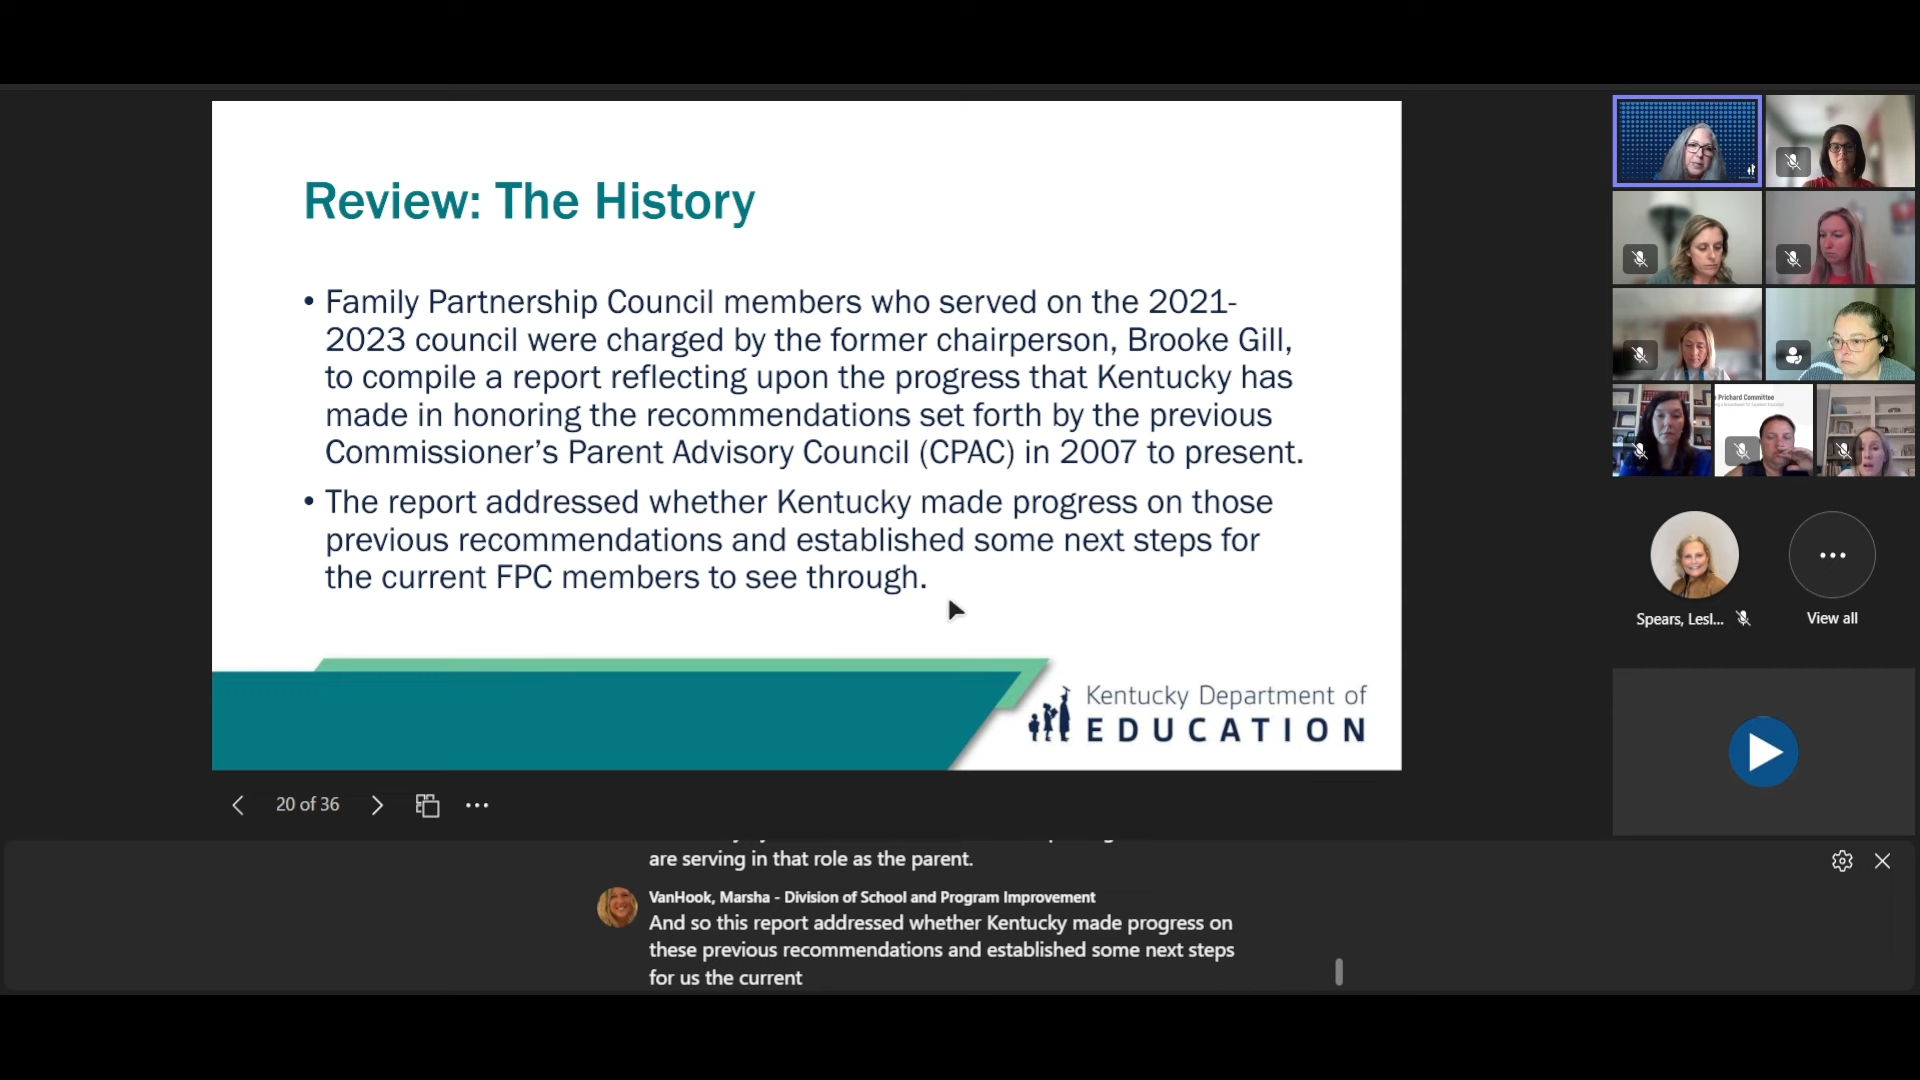 Review: The History
• Family Partnership Council members who served on the 2021-
2023 council were charged by the former chairperson, Brooke Gill,
to compile a report reflecting upon the progress that Kentucky has
made in honoring the recommendations set forth by the previous
Commissioner’s Parent Advisory Council (CPAC) in 2007 to present.
• The report addressed whether Kentucky made progress on those
previous recommendations and established some next steps for
the current FPC members to see through.
Kentucky Department of
EDUCATION
20 of 36
Prichard Committee
Spears, Lesl...
View all
are serving in that role as the parent.
VanHook, Marsha - Division of School and Program Improvement
And so this report addressed whether Kentucky made progress on
these previous recommendations and established some next steps
for us the current